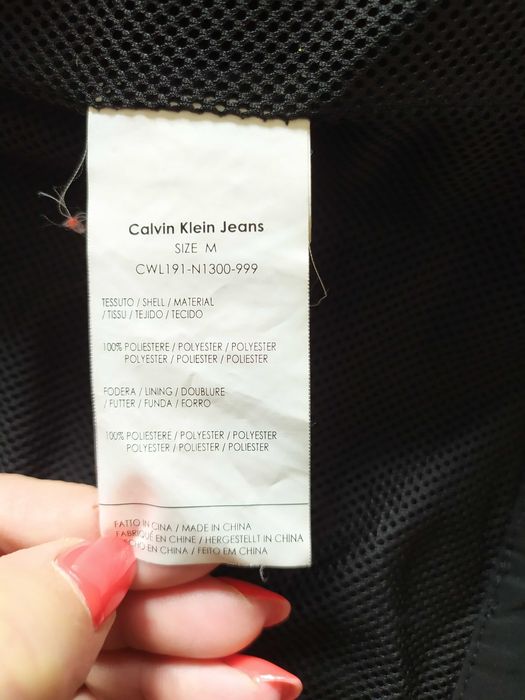 Calvin Klein Jeans
SIZE M
CWL191-N1300-999
TESSUTO / SHELL / MATERIAL
/ TISSU / TEJIDO / TECIDO
100% POLIESTERE / POLYESTER / POLYESTER
POLYESTER / POLIESTER / POLIESTER
FODERA / LINING / DOUBLURE
/ FUTTER / FUNDA / FORRO
100% POLIESTERE / POLYESTER / POLYESTER
POLYESTER / POLIESTER / POLIESTER
FATTO IN CINA / MADE IN CHINA
FABRIQUÉ EN CHINE / HERGESTELLT IN CHINA
EN CHINA / FEITO EM CHINA